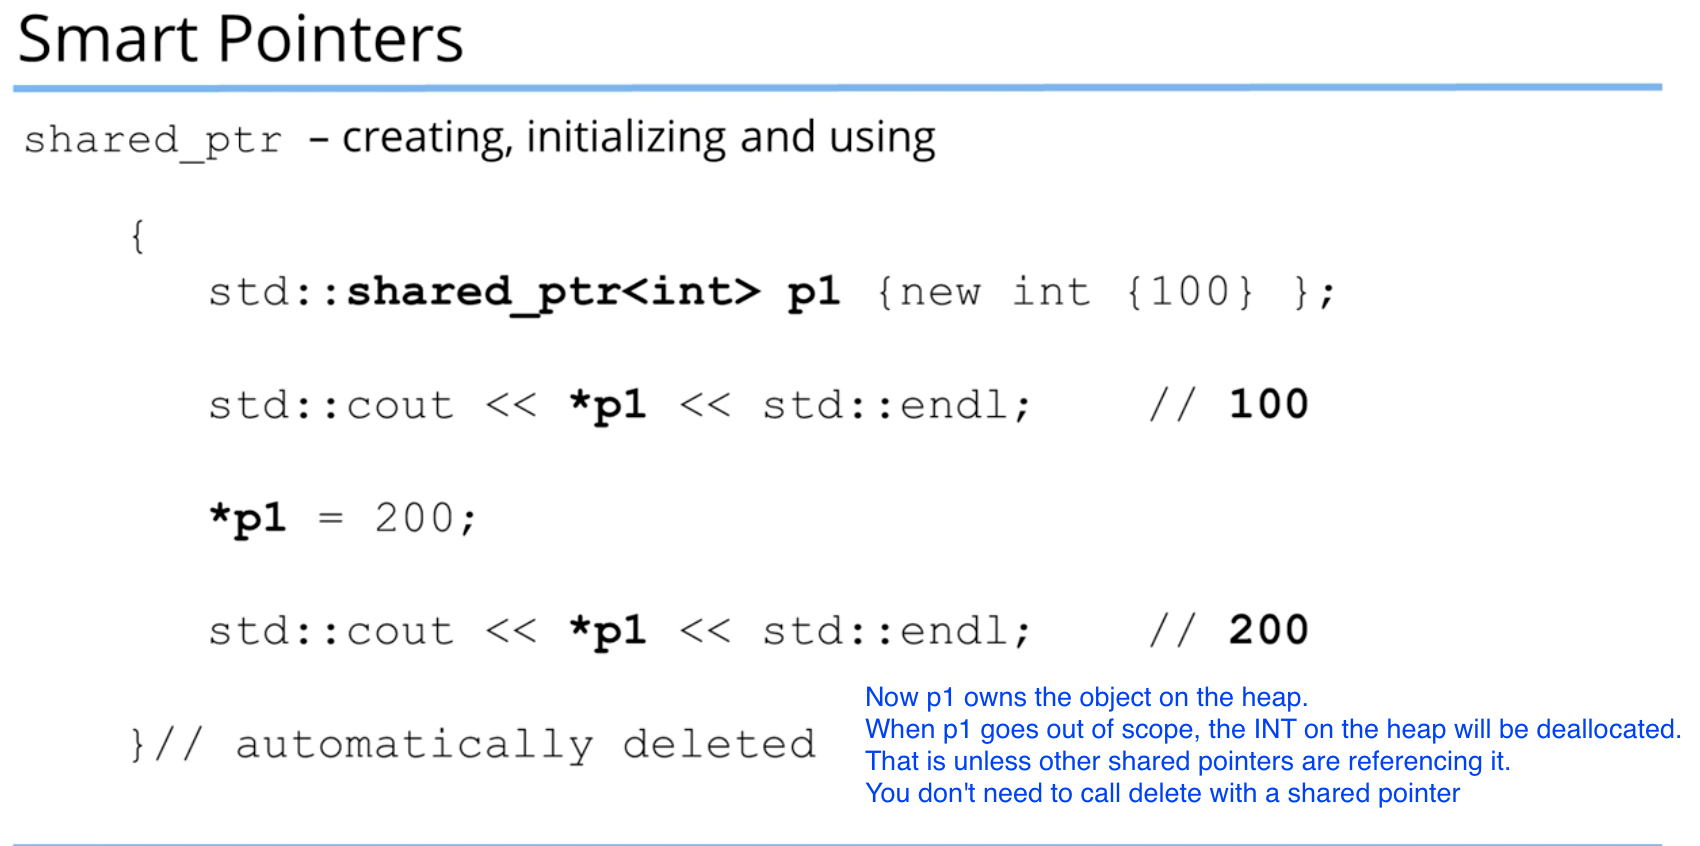 Smart Pointers
shared_ptr – creating, initializing and using
{
std::shared_ptr<int> p1 {new int {100} };
std::cout << *p1 << std::endl; // 100
*p1 = 200;
std::cout << *p1 << std::endl; // 200
}// automatically deleted
Now p1 owns the object on the heap.
When p1 goes out of scope, the INT on the heap will be deallocated.
That is unless other shared pointers are referencing it.
You don't need to call delete with a shared pointer